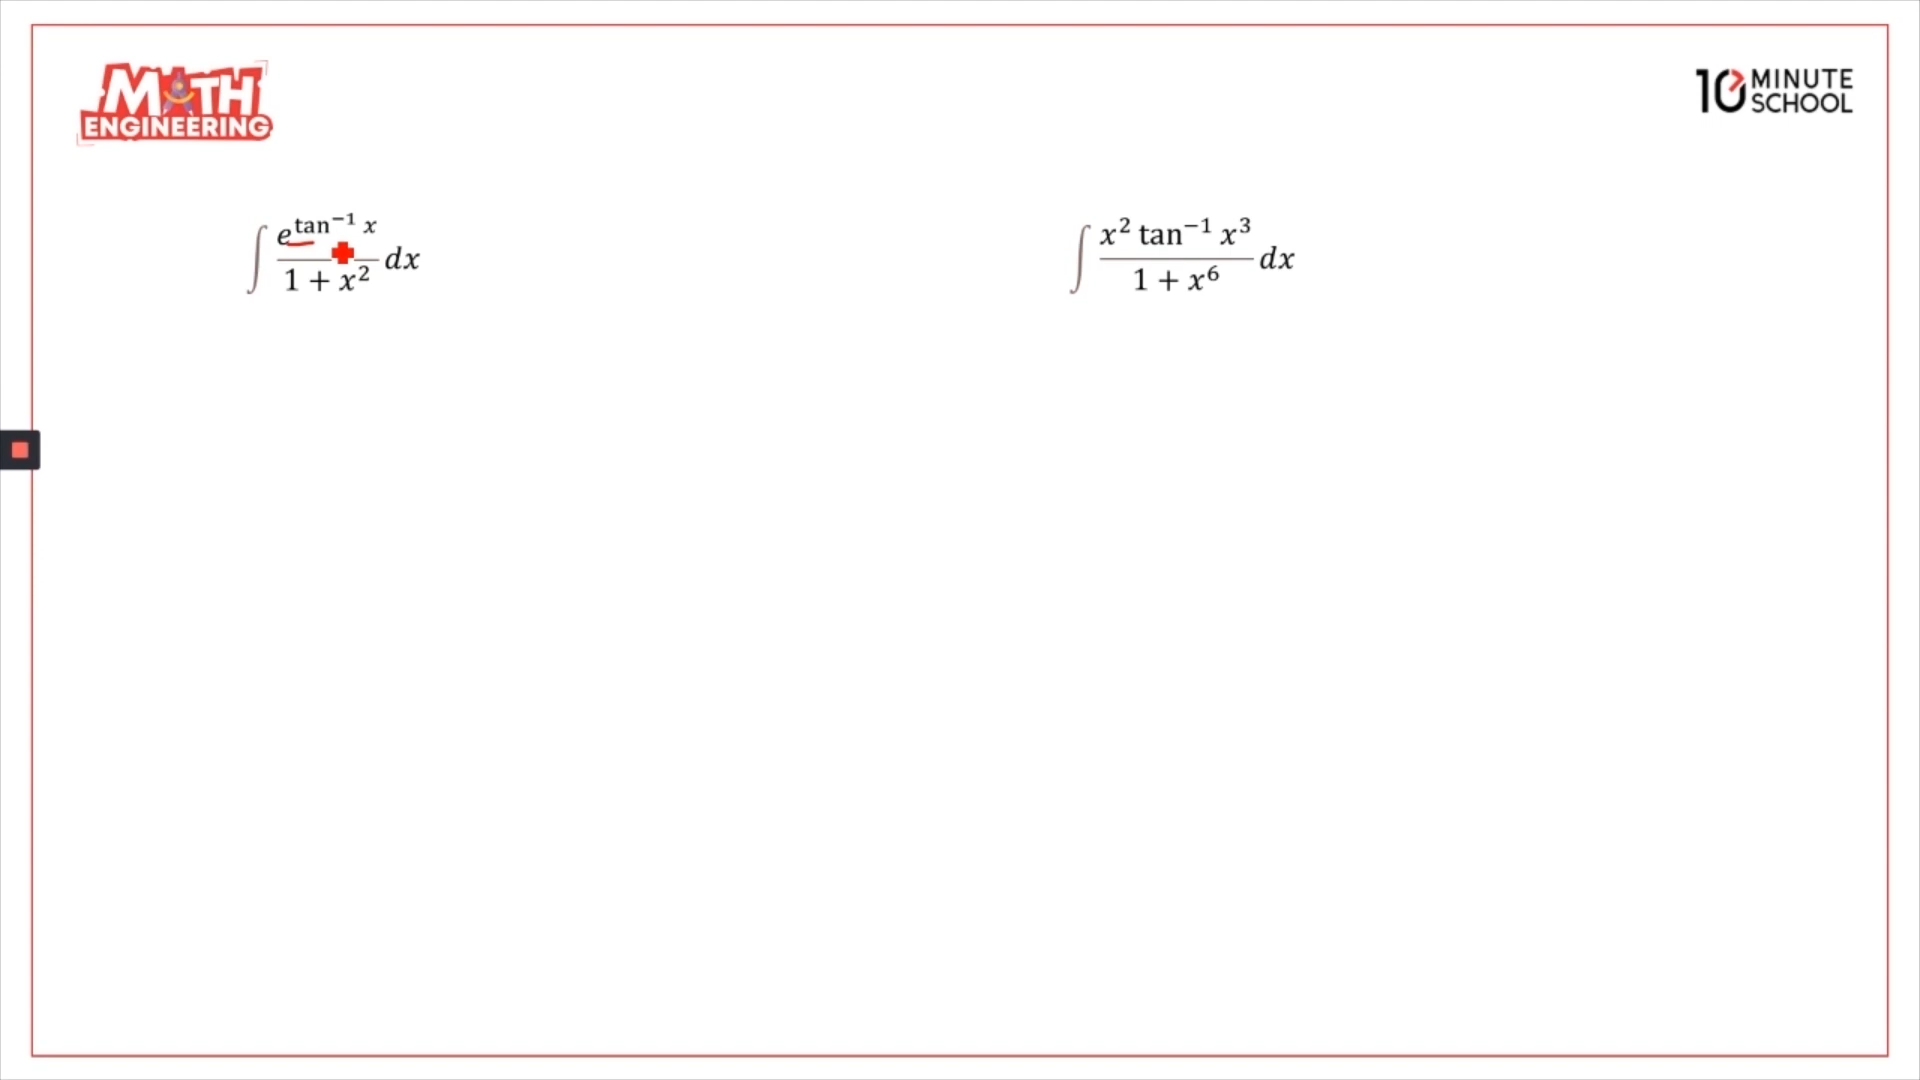 MATH
ENGINEERING
10 MINUTE
SCHOOL
∫ e^{tan⁻¹ x} / (1 + x²) dx
∫ x² tan⁻¹ x³ / (1 + x⁶) dx